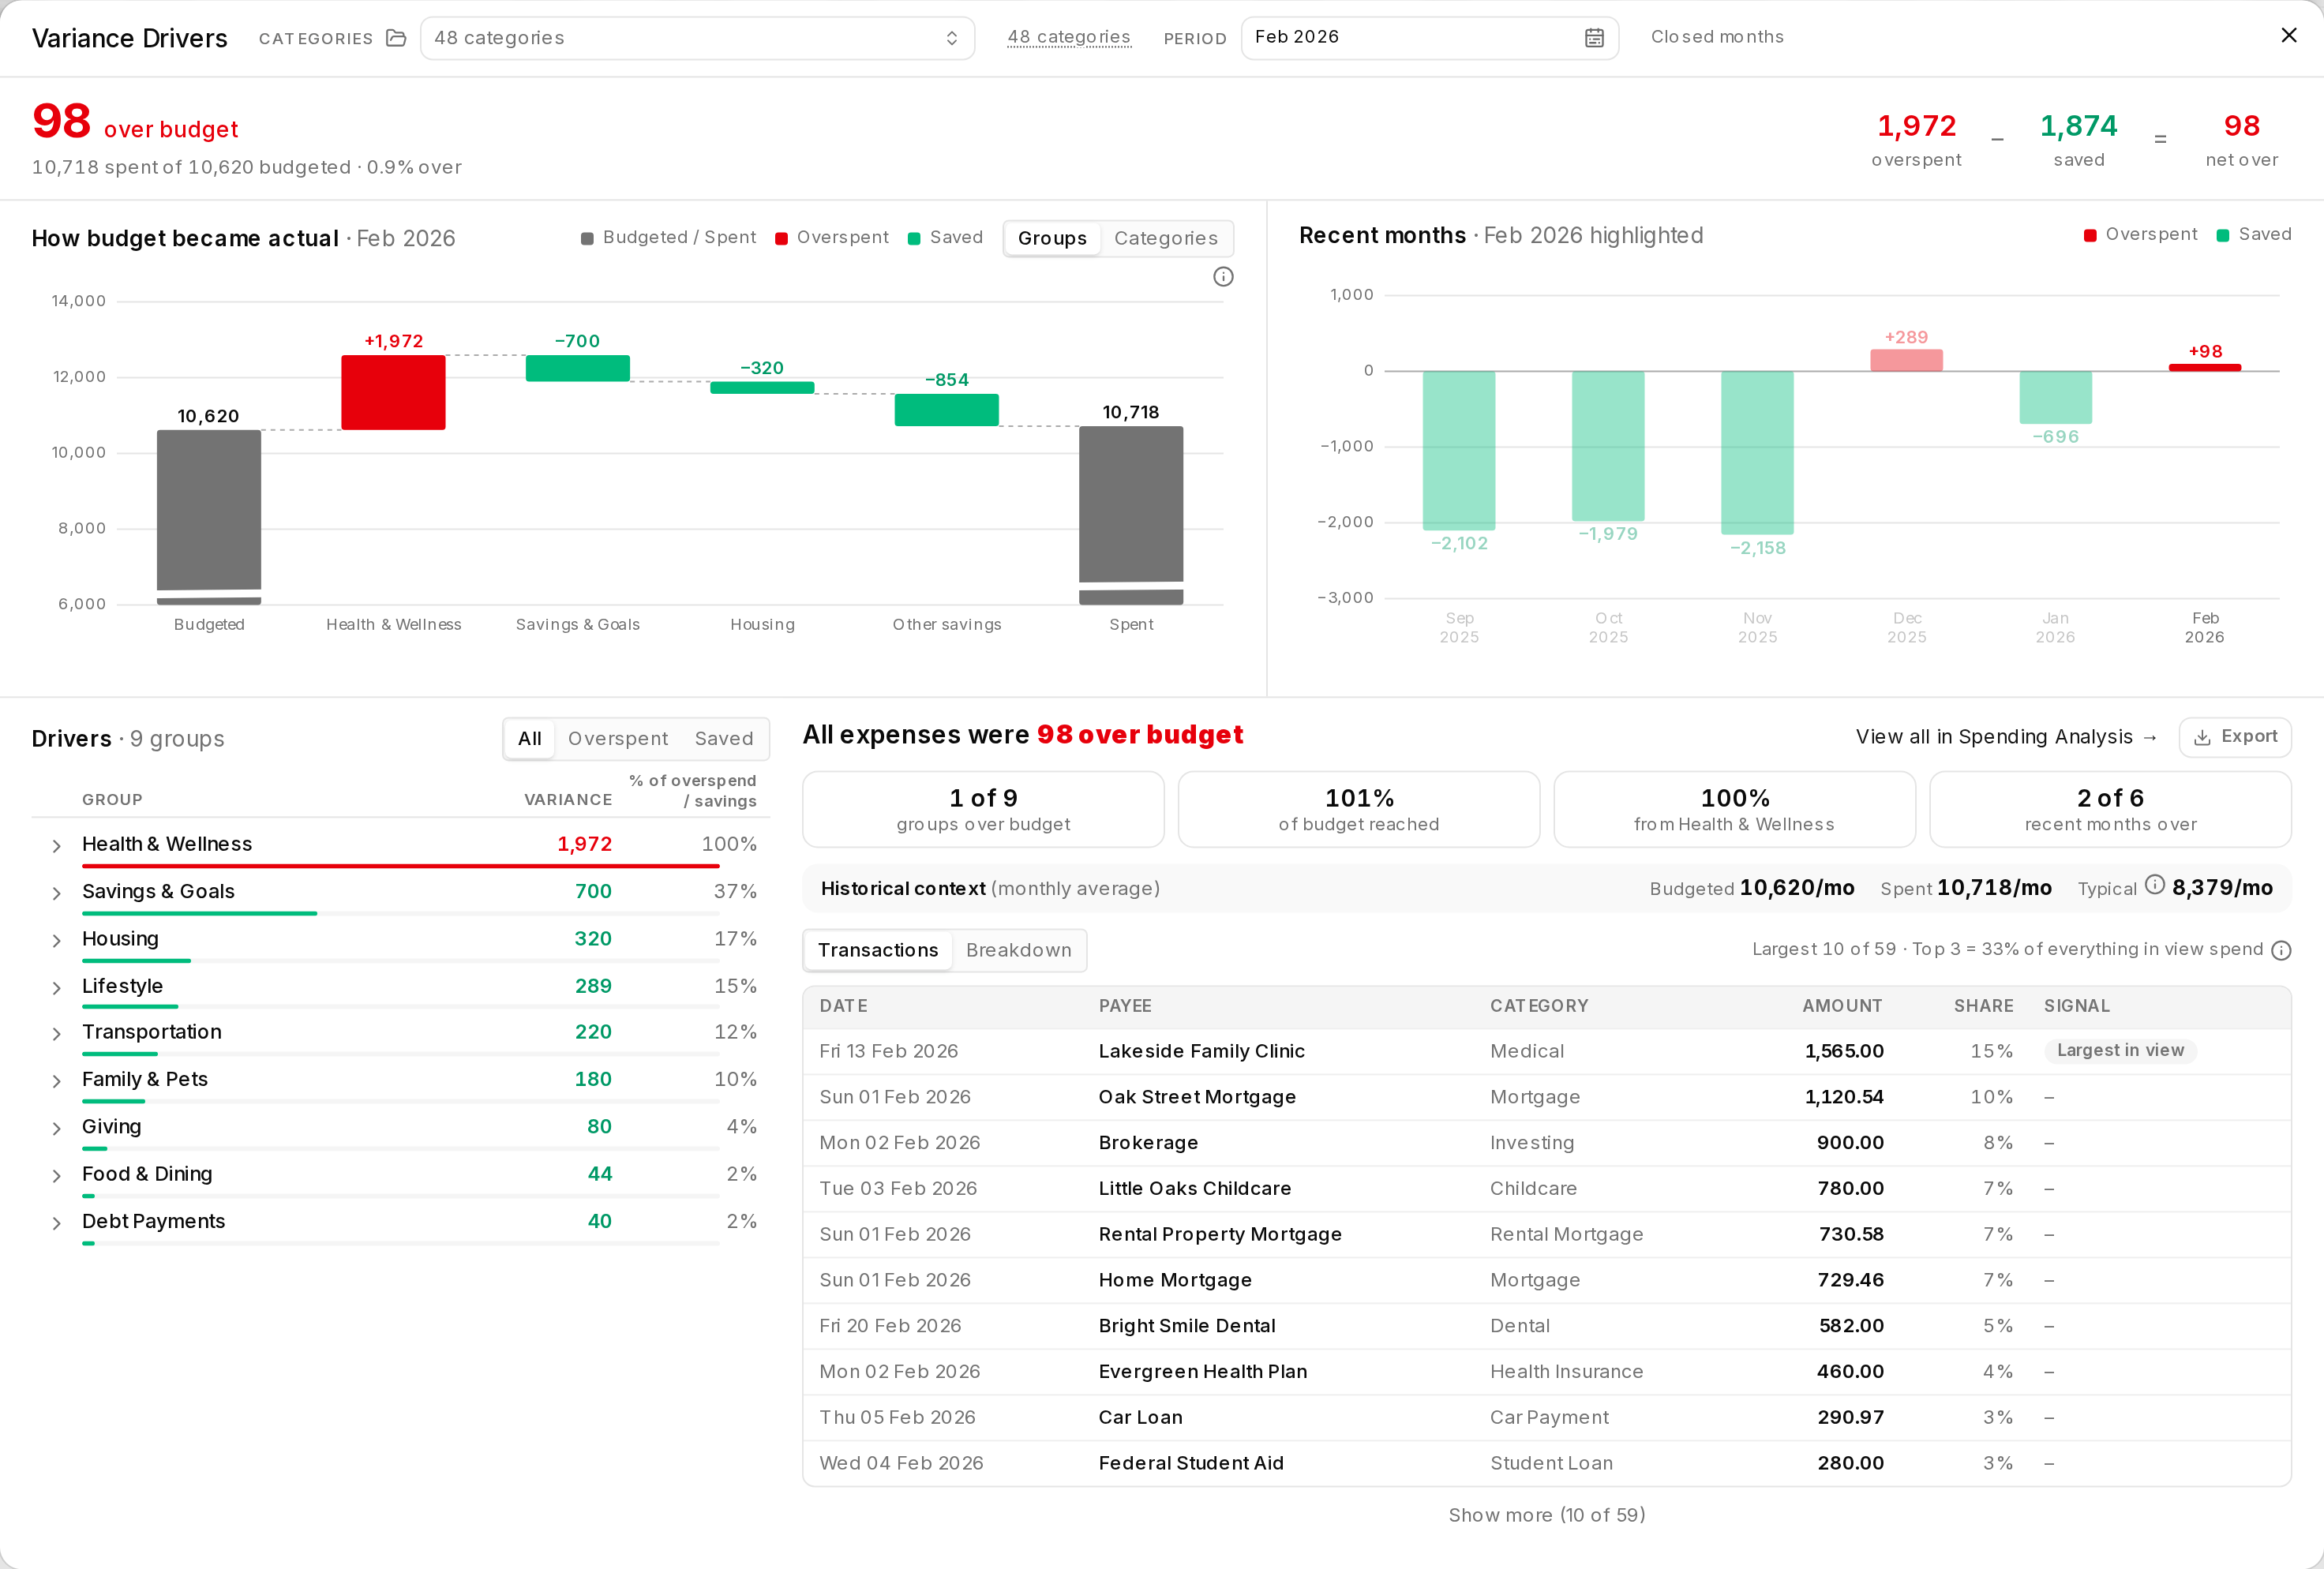 Variance Drivers CATEGORIES 48 categories 48 categories PERIOD Feb 2026 Closed months
98 over budget
10,718 spent of 10,620 budgeted · 0.9% over
1,972 − 1,874 = 98
overspent saved net over
How budget became actual · Feb 2026 Budgeted / Spent Overspent Saved Groups Categories
14,000
12,000
10,000
8,000
6,000
10,620
+1,972
−700
−320
−854
10,718
Budgeted Health & Wellness Savings & Goals Housing Other savings Spent
Recent months · Feb 2026 highlighted Overspent Saved
1,000
0
−1,000
−2,000
−3,000
−2,102
−1,979
−2,158
+289
−696
+98
Sep Oct Nov Dec Jan Feb
2025 2025 2025 2025 2026 2026
Drivers · 9 groups All Overspent Saved
GROUP VARIANCE % of overspend
/ savings
Health & Wellness 1,972 100%
Savings & Goals 700 37%
Housing 320 17%
Lifestyle 289 15%
Transportation 220 12%
Family & Pets 180 10%
Giving 80 4%
Food & Dining 44 2%
Debt Payments 40 2%
All expenses were 98 over budget View all in Spending Analysis → Export
1 of 9 101% 100% 2 of 6
groups over budget of budget reached from Health & Wellness recent months over
Historical context (monthly average) Budgeted 10,620/mo Spent 10,718/mo Typical 8,379/mo
Transactions Breakdown Largest 10 of 59 · Top 3 = 33% of everything in view spend
DATE PAYEE CATEGORY AMOUNT SHARE SIGNAL
Fri 13 Feb 2026 Lakeside Family Clinic Medical 1,565.00 15% Largest in view
Sun 01 Feb 2026 Oak Street Mortgage Mortgage 1,120.54 10% –
Mon 02 Feb 2026 Brokerage Investing 900.00 8% –
Tue 03 Feb 2026 Little Oaks Childcare Childcare 780.00 7% –
Sun 01 Feb 2026 Rental Property Mortgage Rental Mortgage 730.58 7% –
Sun 01 Feb 2026 Home Mortgage Mortgage 729.46 7% –
Fri 20 Feb 2026 Bright Smile Dental Dental 582.00 5% –
Mon 02 Feb 2026 Evergreen Health Plan Health Insurance 460.00 4% –
Thu 05 Feb 2026 Car Loan Car Payment 290.97 3% –
Wed 04 Feb 2026 Federal Student Aid Student Loan 280.00 3% –
Show more (10 of 59)